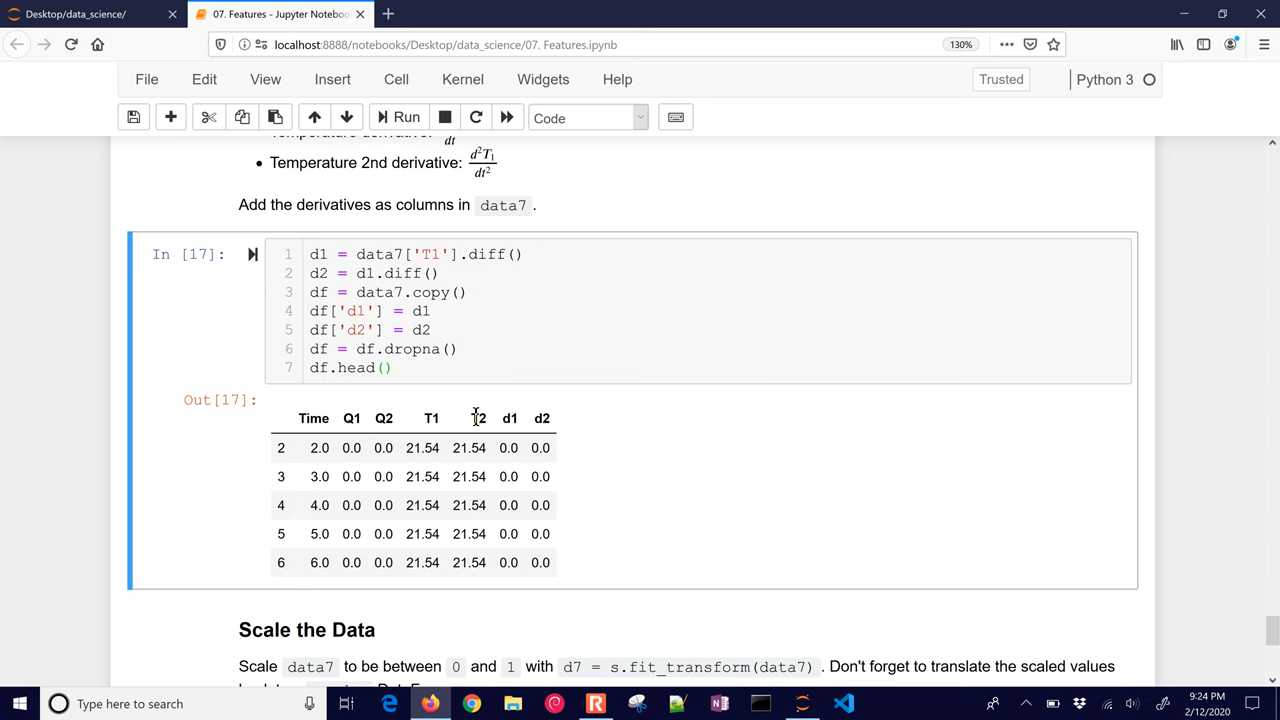 Desktop/data_science/
07. Features - Jupyter Noteboo
localhost:8888/notebooks/Desktop/data_science/07. Features.ipynb
130%
File Edit View Insert Cell Kernel Widgets Help
Trusted
Python 3
Run
Code
dt
• Temperature 2nd derivative: d²T₁/dt²
Add the derivatives as columns in data7 .
In [17]:
1 d1 = data7['T1'].diff()
2 d2 = d1.diff()
3 df = data7.copy()
4 df['d1'] = d1
5 df['d2'] = d2
6 df = df.dropna()
7 df.head()
Out[17]:
Time Q1 Q2 T1 T2 d1 d2
2 2.0 0.0 0.0 21.54 21.54 0.0 0.0
3 3.0 0.0 0.0 21.54 21.54 0.0 0.0
4 4.0 0.0 0.0 21.54 21.54 0.0 0.0
5 5.0 0.0 0.0 21.54 21.54 0.0 0.0
6 6.0 0.0 0.0 21.54 21.54 0.0 0.0
Scale the Data
Scale data7 to be between 0 and 1 with d7 = s.fit_transform(data7) . Don't forget to translate the scaled values
Type here to search
9:24 PM
2/12/2020